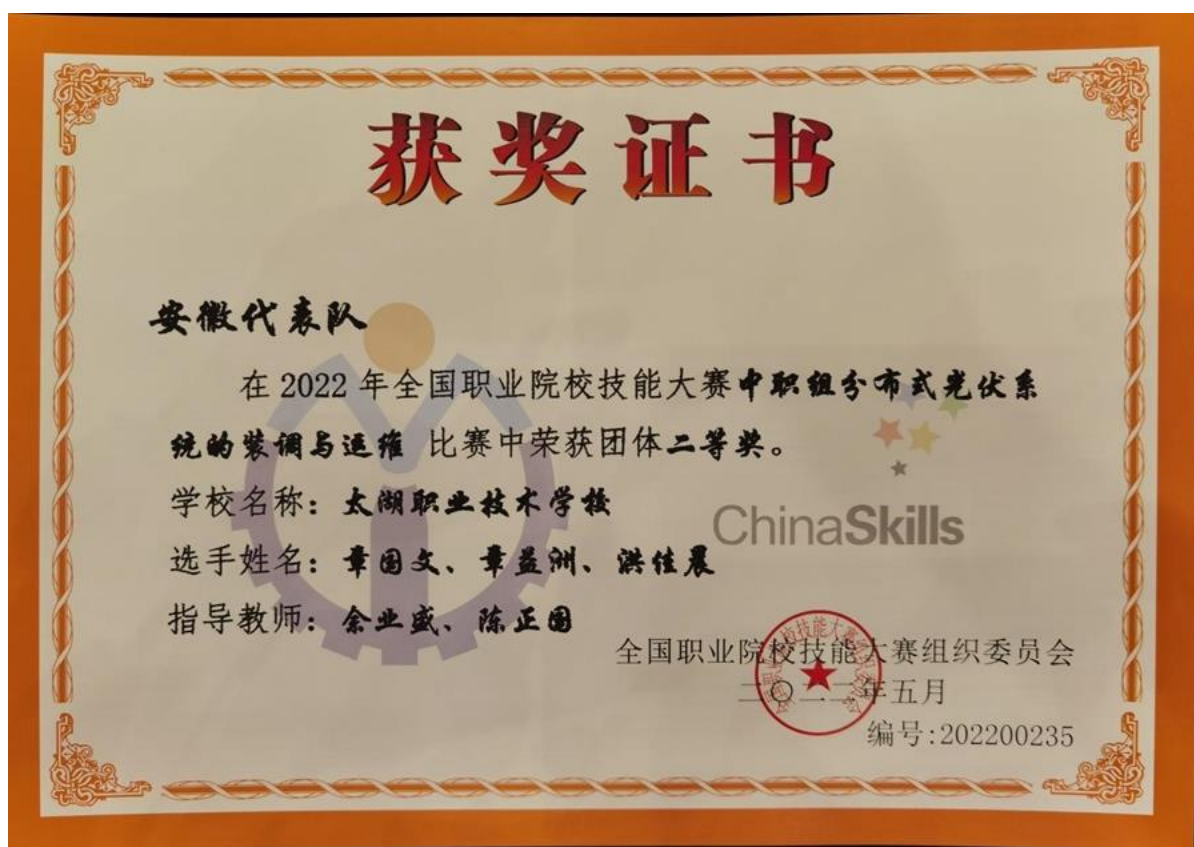 获奖证书
安徽代表队
在 2022 年全国职业院校技能大赛中职组分布式光伏系
统的装调与运维 比赛中荣获团体二等奖。
学校名称：太湖职业技术学校
ChinaSkills
选手姓名：章国文、章益洲、洪佳晨
指导教师：余业盛、陈正国
全国职业院校技能大赛组织委员会
二〇二二年五月
编号:202200235